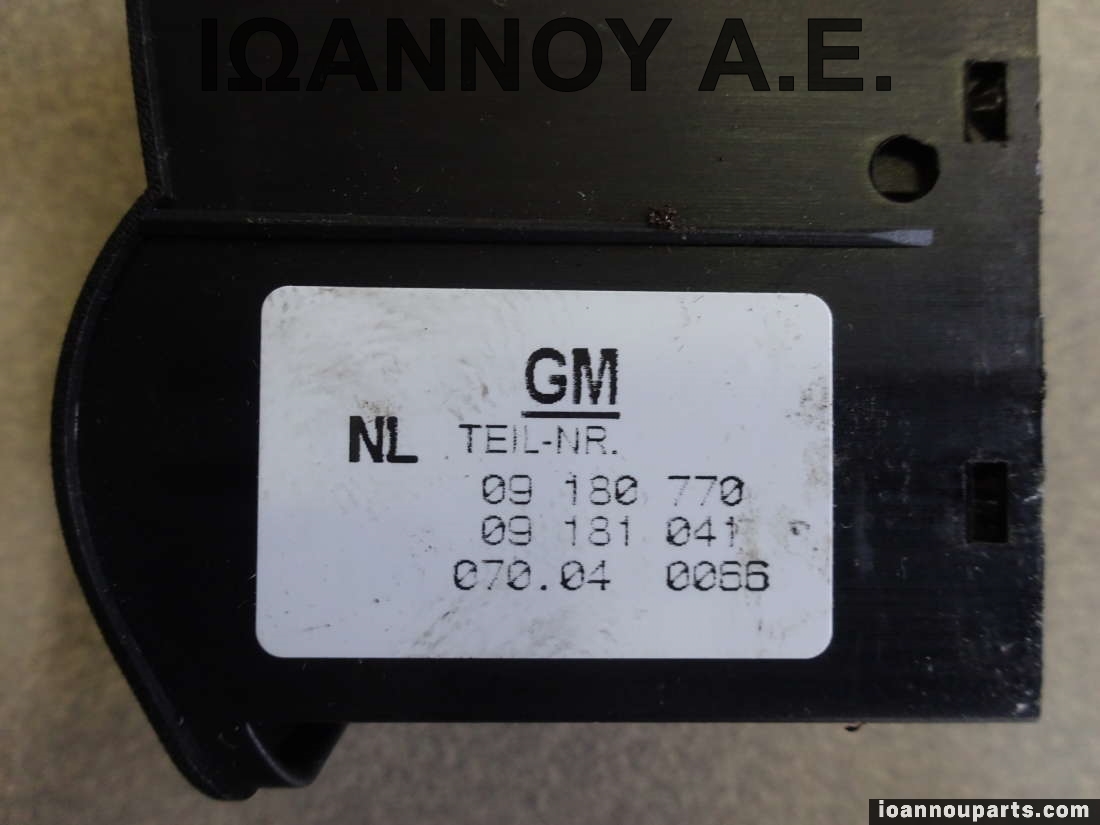 ΙΩΑΝΝΟΥ Α.Ε.
GM
NL TEIL-NR.
09 180 770
09 181 041
070.04 0066
ioannouparts.com